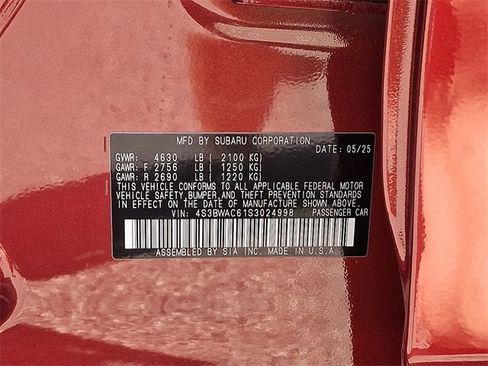 MFD BY SUBARU CORPORATION.
DATE: 05/25
GVWR: 4630 LB ( 2100 KG)
GAWR: F 2756 LB ( 1250 KG)
GAWR: R 2690 LB ( 1220 KG)
THIS VEHICLE CONFORMS TO ALL APPLICABLE FEDERAL MOTOR
VEHICLE SAFETY,BUMPER,AND THEFT PREVENTION STANDARDS
IN EFFECT ON THE DATE OF MANUFACTURE SHOWN ABOVE.
VIN: 4S3BWAC61S3024998 PASSENGER CAR
ASSEMBLED BY SIA INC. MADE IN U.S.A.